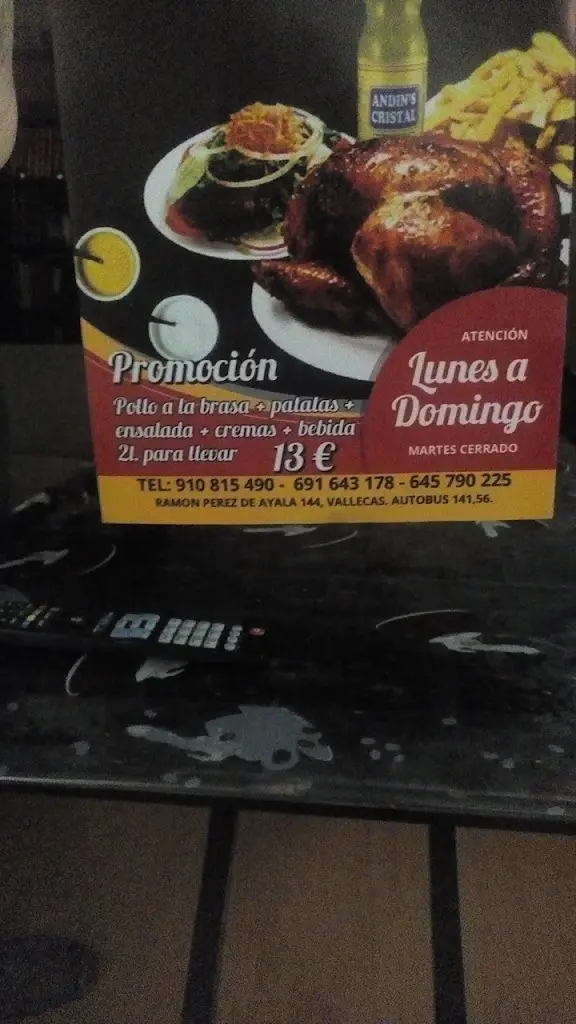 ANDIN'S
CRISTAL
ATENCIÓN
Lunes a
Domingo
MARTES CERRADO
Promoción
Pollo a la brasa + patatas +
ensalada + cremas + bebida
2l. para llevar 13 €
TEL: 910 815 490 - 691 643 178 - 645 790 225
RAMON PEREZ DE AYALA 144, VALLECAS. AUTOBUS 141,56.